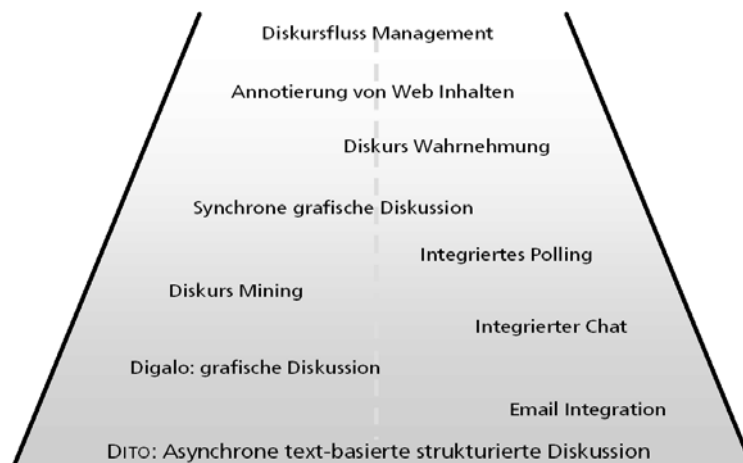 Diskursfluss Management
Annotierung von Web Inhalten
Diskurs Wahrnehmung
Synchrone grafische Diskussion
Integriertes Polling
Diskurs Mining
Integrierter Chat
Digalo: grafische Diskussion
Email Integration
DITO: Asynchrone text-basierte strukturierte Diskussion